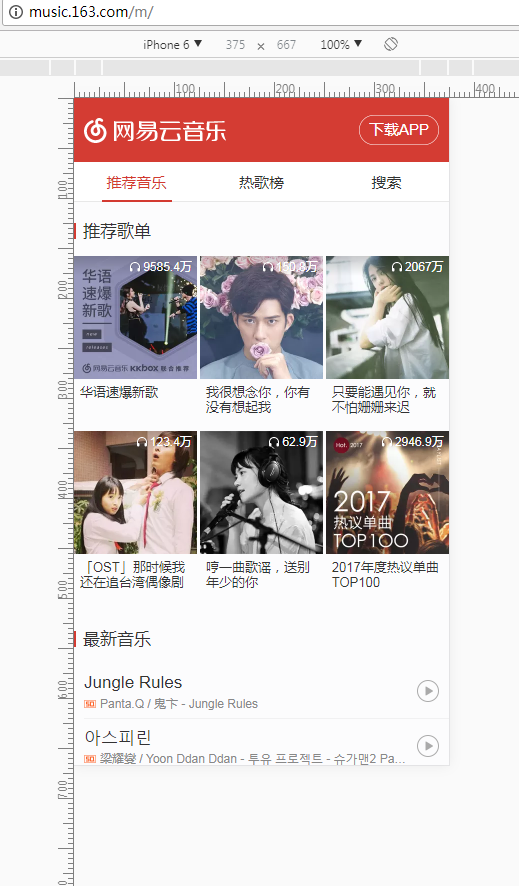 music.163.com/m/
iPhone 6 ▼ 375 × 667 100% ▼
100 200 300 400
网易云音乐 下载APP
推荐音乐 热歌榜 搜索
推荐歌单
华语
速爆
新歌
new
releases
网易云音乐 KKBOX 联合推荐
9585.4万
150.8万
2067万
华语速爆新歌
我很想念你，你有
没有想起我
只要能遇见你，就
不怕姗姗来迟
123.4万
62.9万
Hot. 2017
2946.9万
2017
热议单曲
TOP100
「OST」那时候我
还在追台湾偶像剧
哼一曲歌谣，送别
年少的你
2017年度热议单曲
TOP100
最新音乐
Jungle Rules
SQ Panta.Q / 鬼卞 - Jungle Rules
아스피린
SQ 梁耀燮 / Yoon Ddan Ddan - 투유 프로젝트 - 슈가맨2 Pa...
100
200
300
400
500
600
700